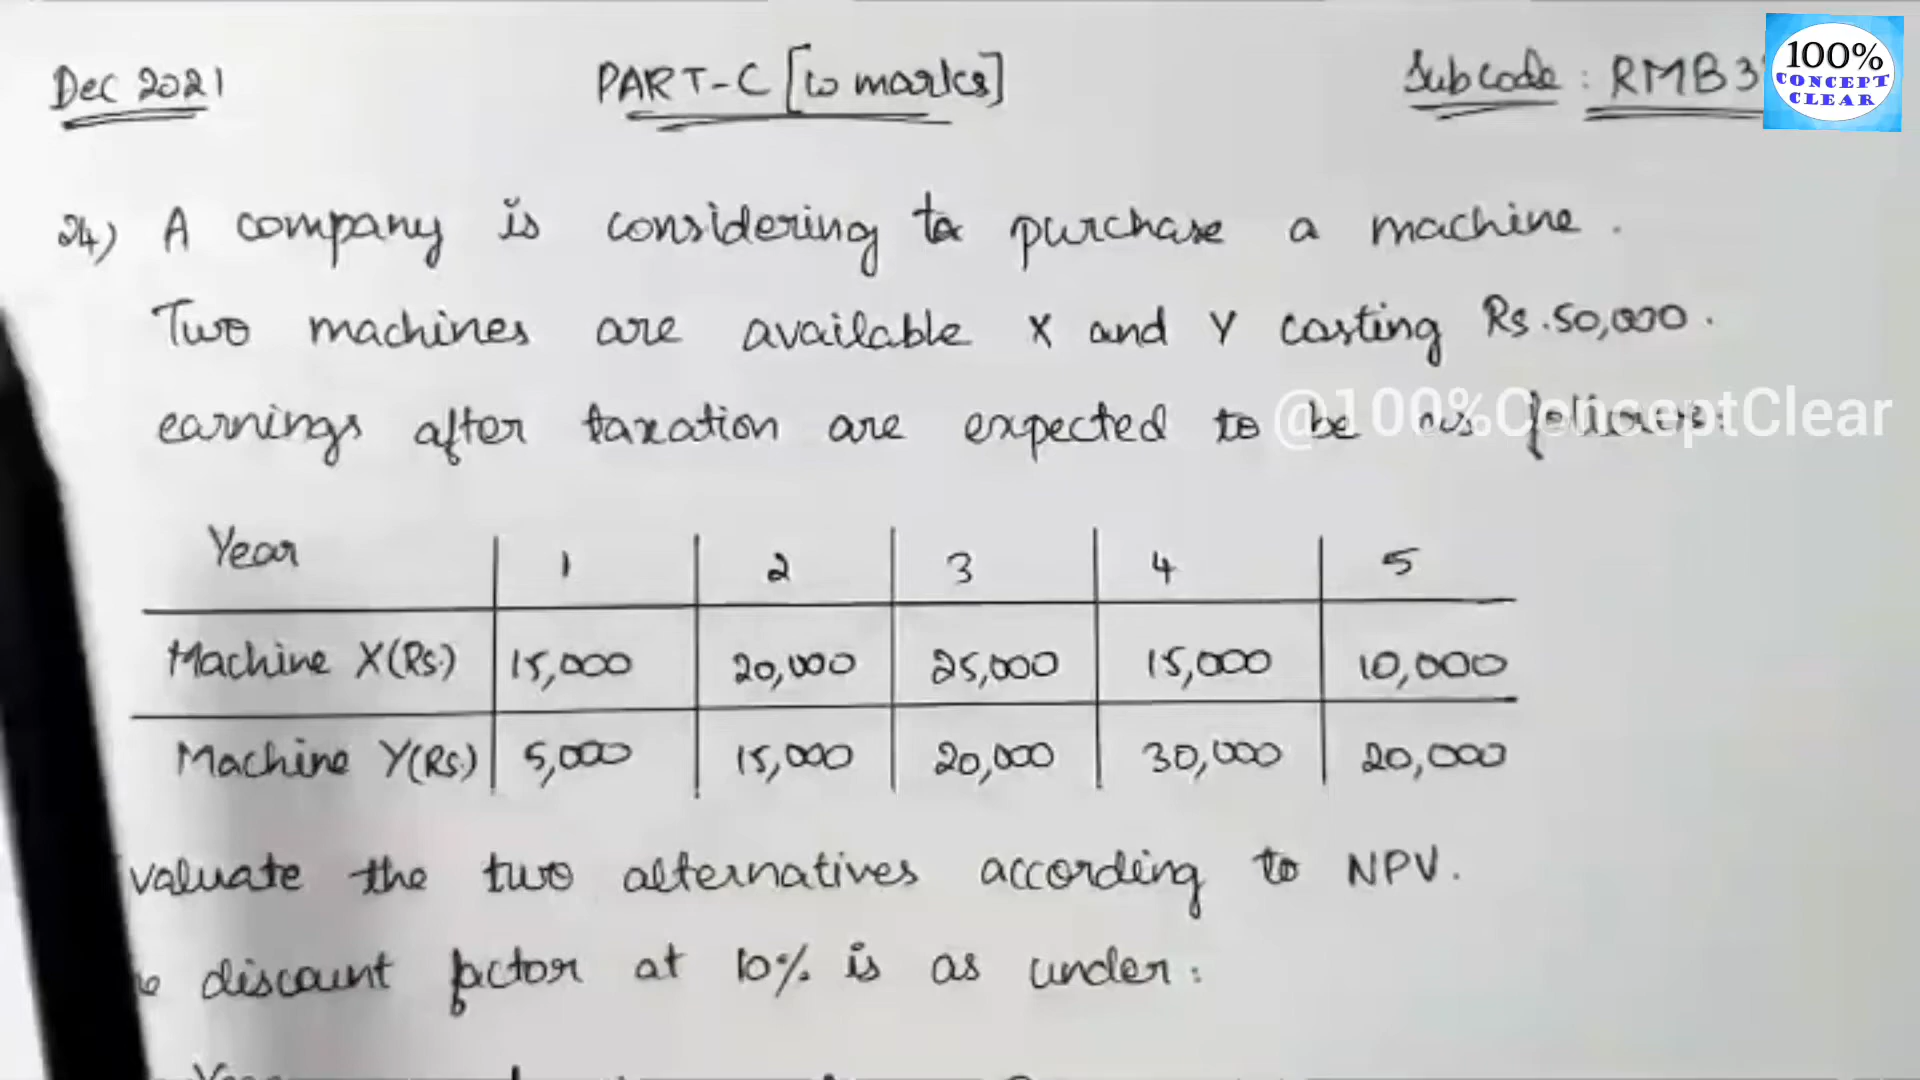 Dec 2021 PART-C [10 marks] Subcode : RMB3
100%
CONCEPT
CLEAR
24) A company is considering to purchase a machine.
Two machines are available X and Y costing Rs.50,000.
earnings after taxation are expected to be as follows:
@100%ConceptClear
Year 1 2 3 4 5
Machine X(Rs.) 15,000 20,000 25,000 15,000 10,000
Machine Y(Rs.) 5,000 15,000 20,000 30,000 20,000
valuate the two alternatives according to NPV.
discount factor at 10% is as under: